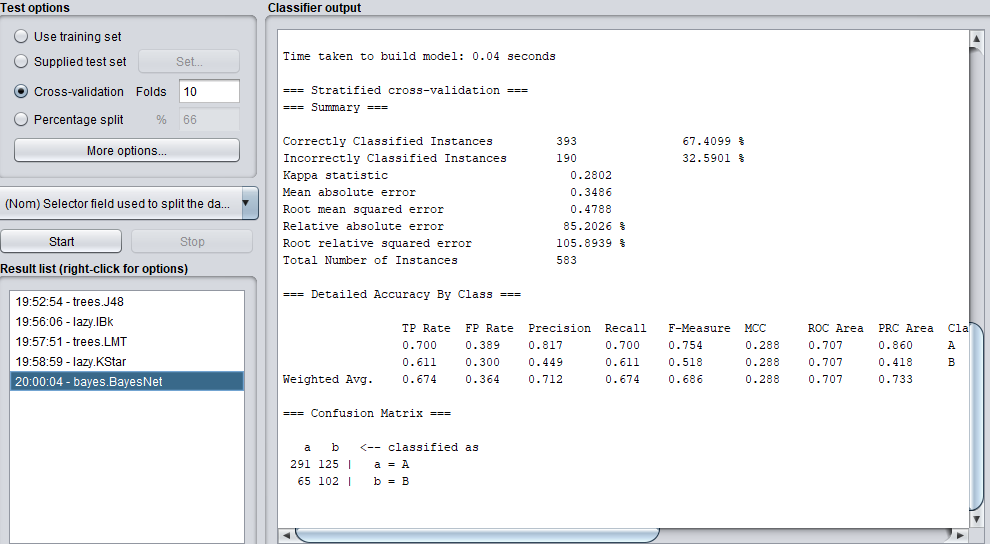 Test options
Use training set
Supplied test set Set...
Cross-validation Folds 10
Percentage split % 66
More options...
(Nom) Selector field used to split the da...
Start Stop
Result list (right-click for options)
19:52:54 - trees.J48
19:56:06 - lazy.IBk
19:57:51 - trees.LMT
19:58:59 - lazy.KStar
20:00:04 - bayes.BayesNet
Classifier output
Time taken to build model: 0.04 seconds
=== Stratified cross-validation ===
=== Summary ===
Correctly Classified Instances 393 67.4099 %
Incorrectly Classified Instances 190 32.5901 %
Kappa statistic 0.2802
Mean absolute error 0.3486
Root mean squared error 0.4788
Relative absolute error 85.2026 %
Root relative squared error 105.8939 %
Total Number of Instances 583
=== Detailed Accuracy By Class ===
TP Rate FP Rate Precision Recall F-Measure MCC ROC Area PRC Area Cla
0.700 0.389 0.817 0.700 0.754 0.288 0.707 0.860 A
0.611 0.300 0.449 0.611 0.518 0.288 0.707 0.418 B
Weighted Avg. 0.674 0.364 0.712 0.674 0.686 0.288 0.707 0.733
=== Confusion Matrix ===
a b <-- classified as
291 125 | a = A
65 102 | b = B